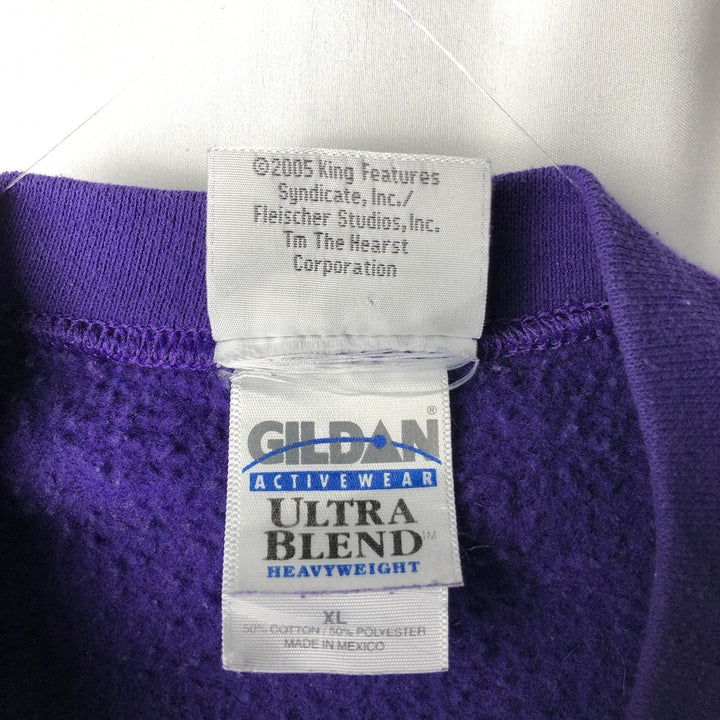 ©2005 King Features
Syndicate, Inc./
Fleischer Studios, Inc.
Tm The Hearst
Corporation
GILDAN®
ACTIVEWEAR
ULTRA
BLEND™
HEAVYWEIGHT
XL
50% COTTON / 50% POLYESTER
MADE IN MEXICO